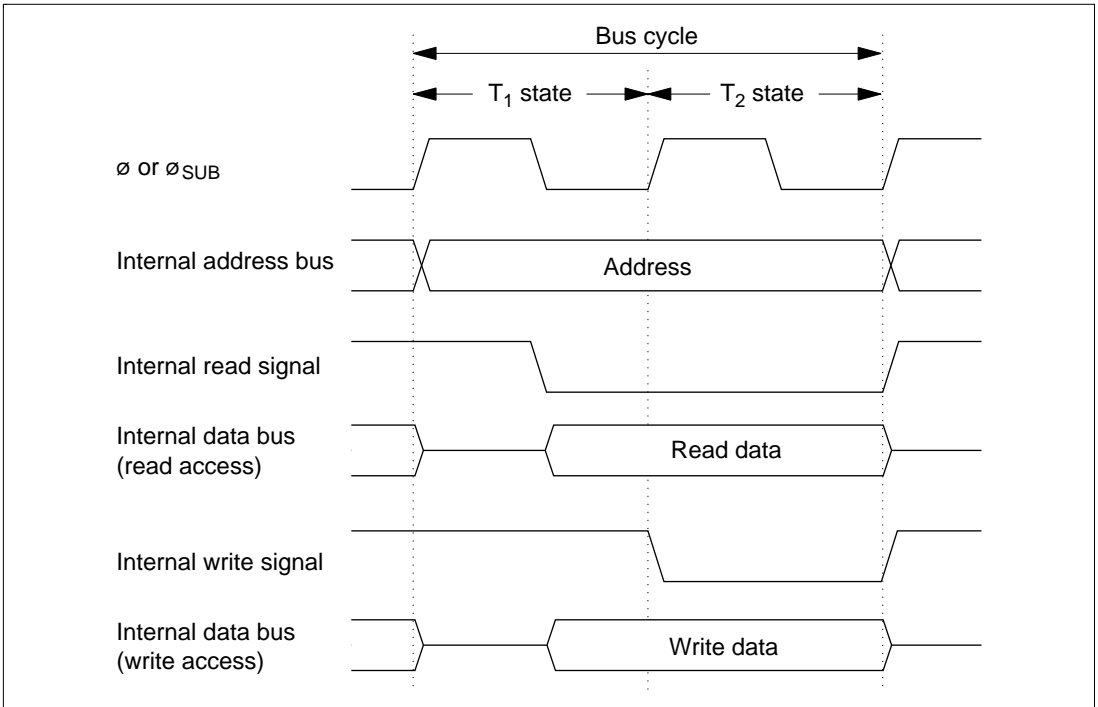 Bus cycle
T1 state
T2 state
ø or øSUB
Internal address bus
Address
Internal read signal
Internal data bus
(read access)
Read data
Internal write signal
Internal data bus
(write access)
Write data